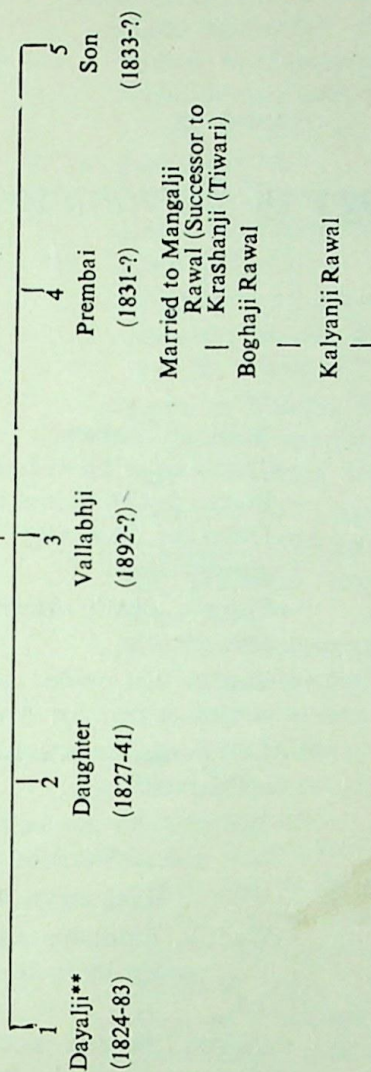 1
Dayalji**
(1824-83)
2
Daughter
(1827-41)
3
Vallabhji
(1892-?)
4
Prembai
(1831-?)
Married to Mangalji
Rawal (Successor to
Krashanji (Tiwari)
Boghaji Rawal
Kalyanji Rawal
5
Son
(1833-?)